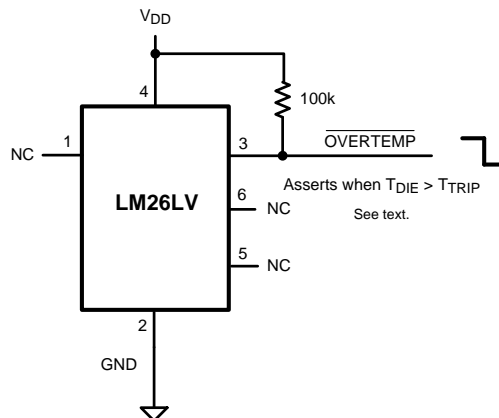 VDD
4
100k
1
NC
3
OVERTEMP
Asserts when TDIE > TTRIP
6
NC
See text.
LM26LV
5
NC
2
GND